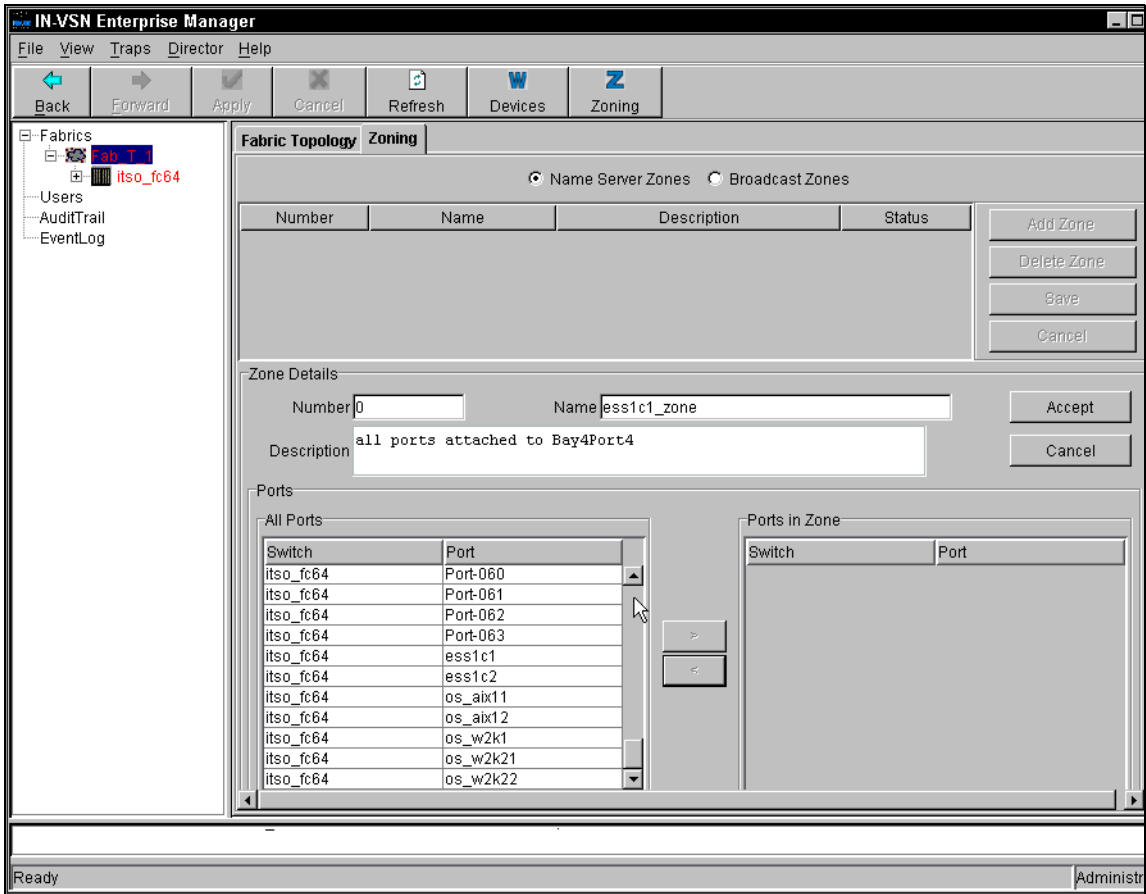 IN-VSN Enterprise Manager
File View Traps Director Help
Back Forward Apply Cancel Refresh Devices Zoning
Fabrics
Fab_T_1
itso_fc64
Users
AuditTrail
EventLog
Fabric Topology Zoning
Name Server Zones Broadcast Zones
Number Name Description Status
Add Zone
Delete Zone
Save
Cancel
Zone Details
Number 0 Name ess1c1_zone Accept
Description all ports attached to Bay4Port4 Cancel
Ports
All Ports Ports in Zone
Switch Port Switch Port
itso_fc64 Port-060
itso_fc64 Port-061
itso_fc64 Port-062
itso_fc64 Port-063
itso_fc64 ess1c1
itso_fc64 ess1c2
itso_fc64 os_aix11
itso_fc64 os_aix12
itso_fc64 os_w2k1
itso_fc64 os_w2k21
itso_fc64 os_w2k22
> 
<
Ready Administr